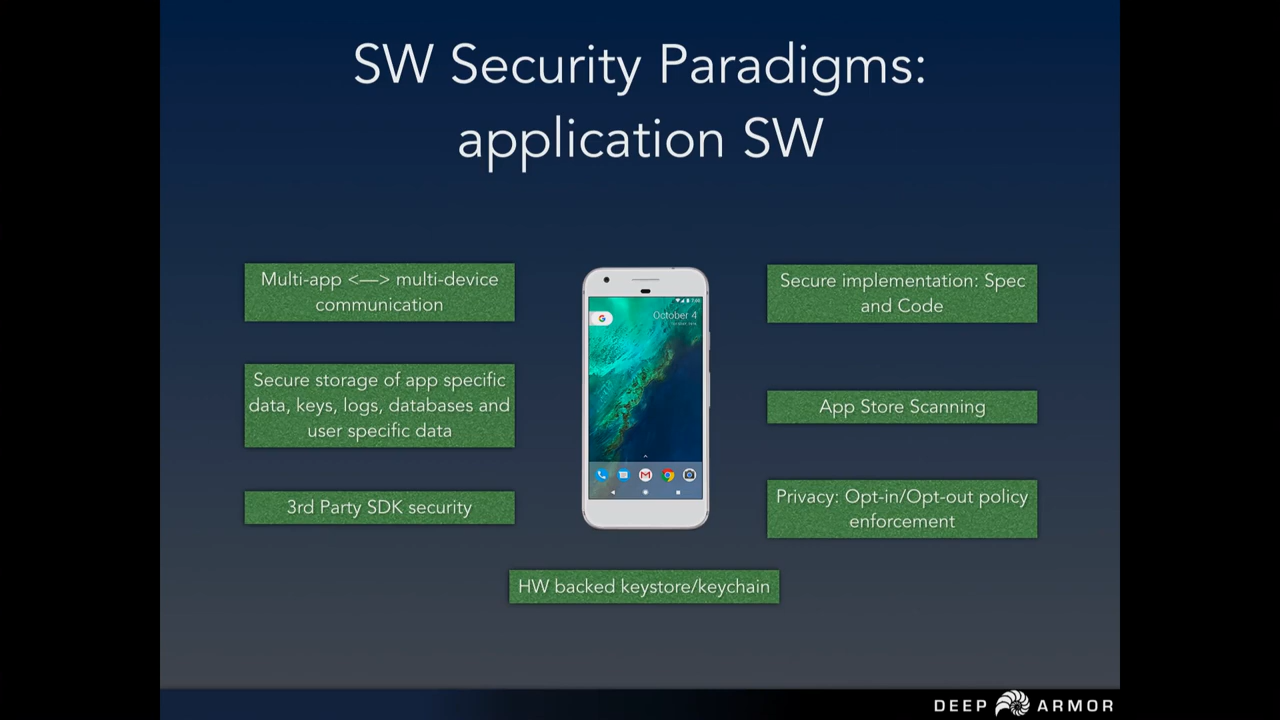 SW Security Paradigms:
application SW
Multi-app <—> multi-device
communication
Secure storage of app specific
data, keys, logs, databases and
user specific data
3rd Party SDK security
October 4
Secure implementation: Spec
and Code
App Store Scanning
Privacy: Opt-in/Opt-out policy
enforcement
HW backed keystore/keychain
DEEP ARMOR